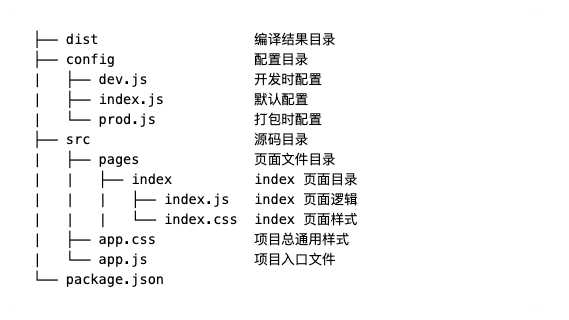 ├── dist                   编译结果目录
├── config                 配置目录
|   ├── dev.js             开发时配置
|   ├── index.js           默认配置
|   └── prod.js            打包时配置
├── src                    源码目录
|   ├── pages              页面文件目录
|   |   ├── index          index 页面目录
|   |   |   ├── index.js   index 页面逻辑
|   |   |   └── index.css  index 页面样式
|   ├── app.css            项目总通用样式
|   └── app.js             项目入口文件
└── package.json